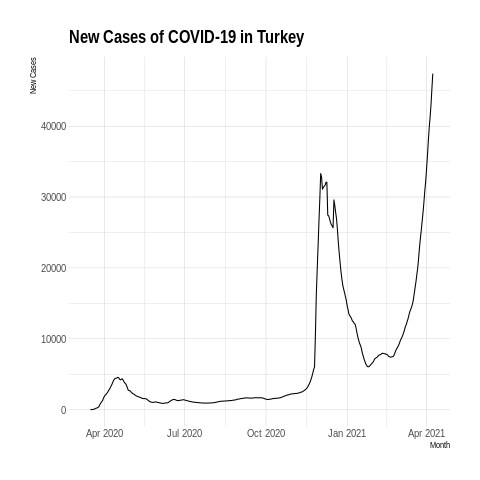 New Cases of COVID-19 in Turkey
New Cases
40000
30000
20000
10000
0
Apr 2020
Jul 2020
Oct 2020
Jan 2021
Apr 2021
Month